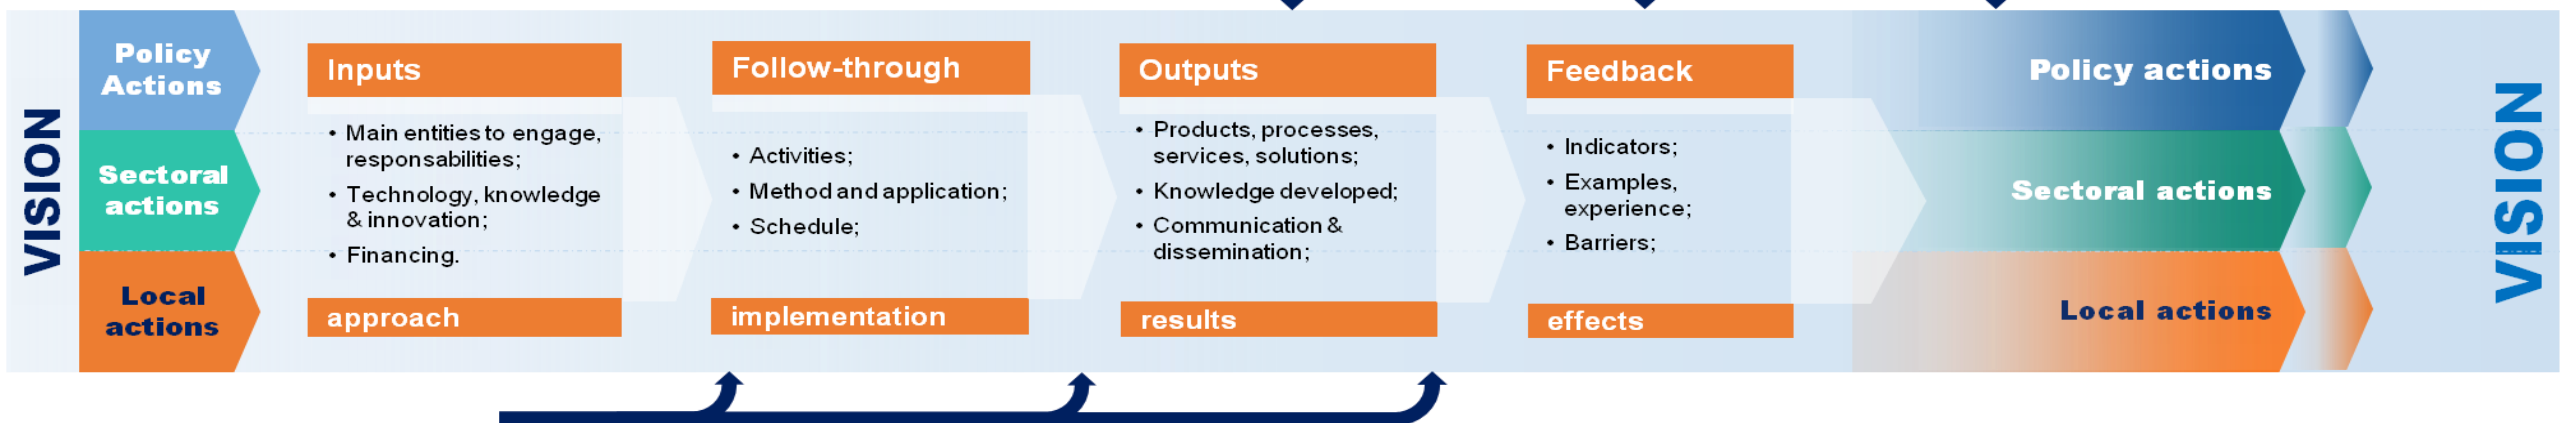 VISION
Policy
Actions
Sectoral
actions
Local
actions
Inputs
• Main entities to engage,
responsabilities;
• Technology, knowledge
& innovation;
• Financing.
approach
Follow-through
• Activities;
• Method and application;
• Schedule;
implementation
Outputs
• Products, processes,
services, solutions;
• Knowledge developed;
• Communication &
dissemination;
results
Feedback
• Indicators;
• Examples,
experience;
• Barriers;
effects
Policy actions
Sectoral actions
Local actions
VISION